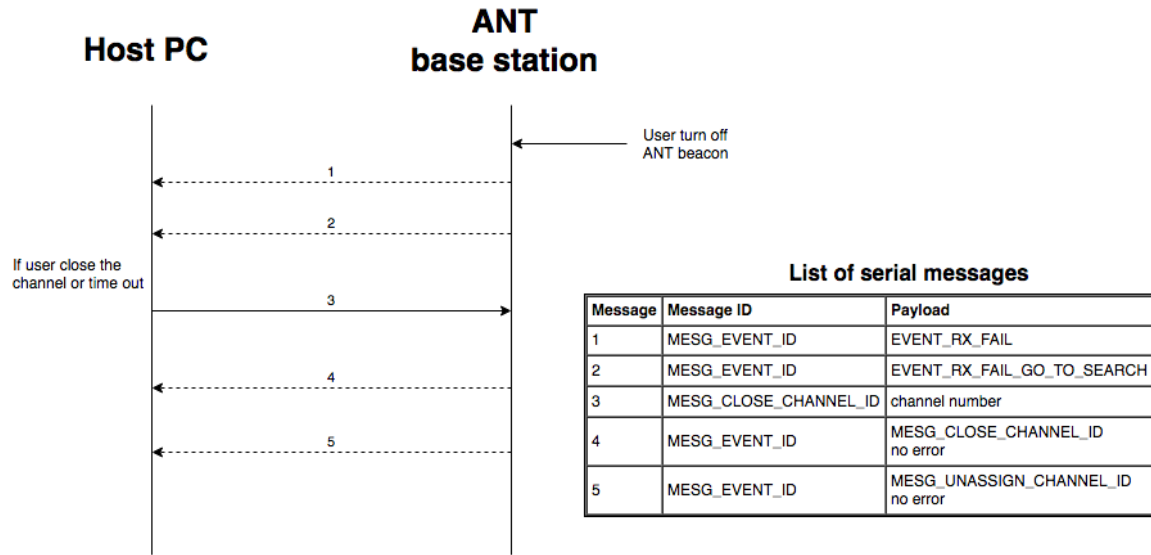 Host PC
ANT
base station
User turn off
ANT beacon
1
2
If user close the
channel or time out
3
4
5
List of serial messages
Message Message ID Payload
1 MESG_EVENT_ID EVENT_RX_FAIL
2 MESG_EVENT_ID EVENT_RX_FAIL_GO_TO_SEARCH
3 MESG_CLOSE_CHANNEL_ID channel number
4 MESG_EVENT_ID MESG_CLOSE_CHANNEL_ID
no error
5 MESG_EVENT_ID MESG_UNASSIGN_CHANNEL_ID
no error